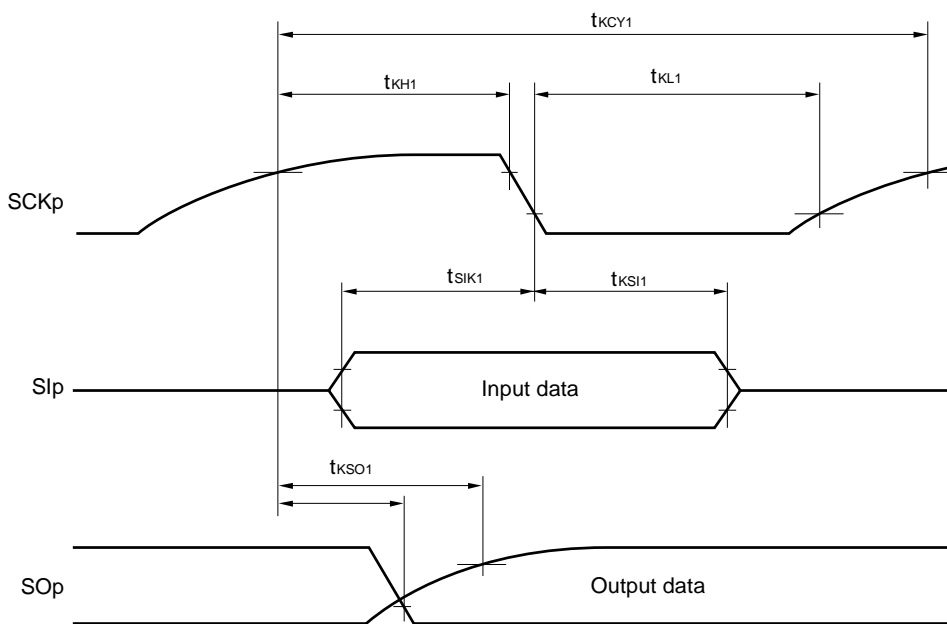 tKCY1
tKH1
tKL1
SCKp
tSIK1
tKSI1
SIp
Input data
tKSO1
SOp
Output data